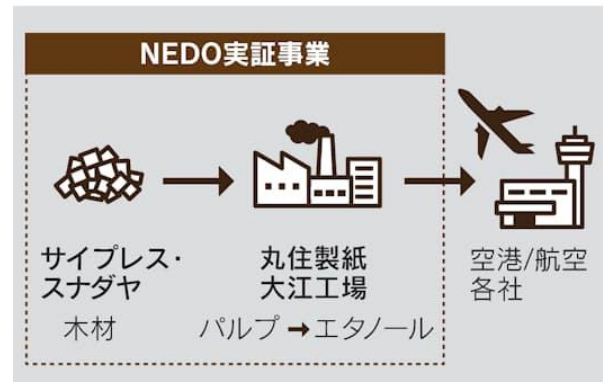 NEDO実証事業
サイプレス・
スナダヤ
木材
丸住製紙
大江工場
パルプ➡エタノール
空港/航空
各社